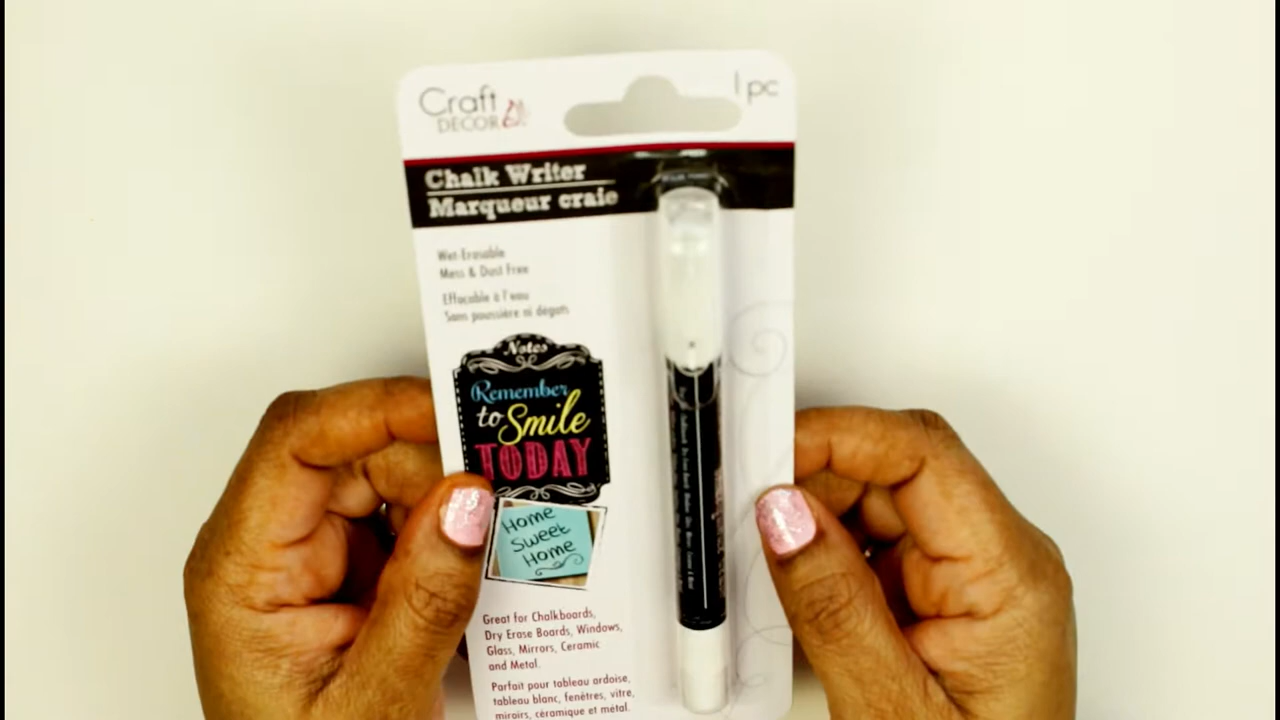 Craft
DECOR
1 pc
Chalk Writer
Marqueur craie
Wet-Erasable
Mess & Dust Free
Effaçable à l'eau
Sans poussière ni dégats
Notes
Remember
to Smile
TODAY
Home
Sweet
Home
Great for Chalkboards,
Dry Erase Boards, Windows,
Glass, Mirrors, Ceramic
and Metal.
Parfait pour tableau ardoise,
tableau blanc, fenêtres, vitre,
miroirs, céramique et métal.